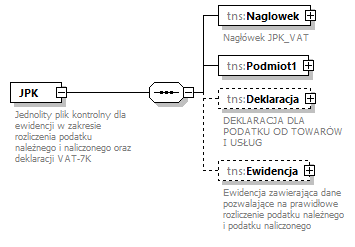 tns:Naglowek
Nagłówek JPK_VAT
tns:Podmiot1
JPK
Jednolity plik kontrolny dla
ewidencji w zakresie
rozliczenia podatku
należnego i naliczonego oraz
deklaracji VAT-7K
tns:Deklaracja
DEKLARACJA DLA
PODATKU OD TOWARÓW
I USŁUG
tns:Ewidencja
Ewidencja zawierająca dane
pozwalające na prawidłowe
rozliczenie podatku należnego
i podatku naliczonego